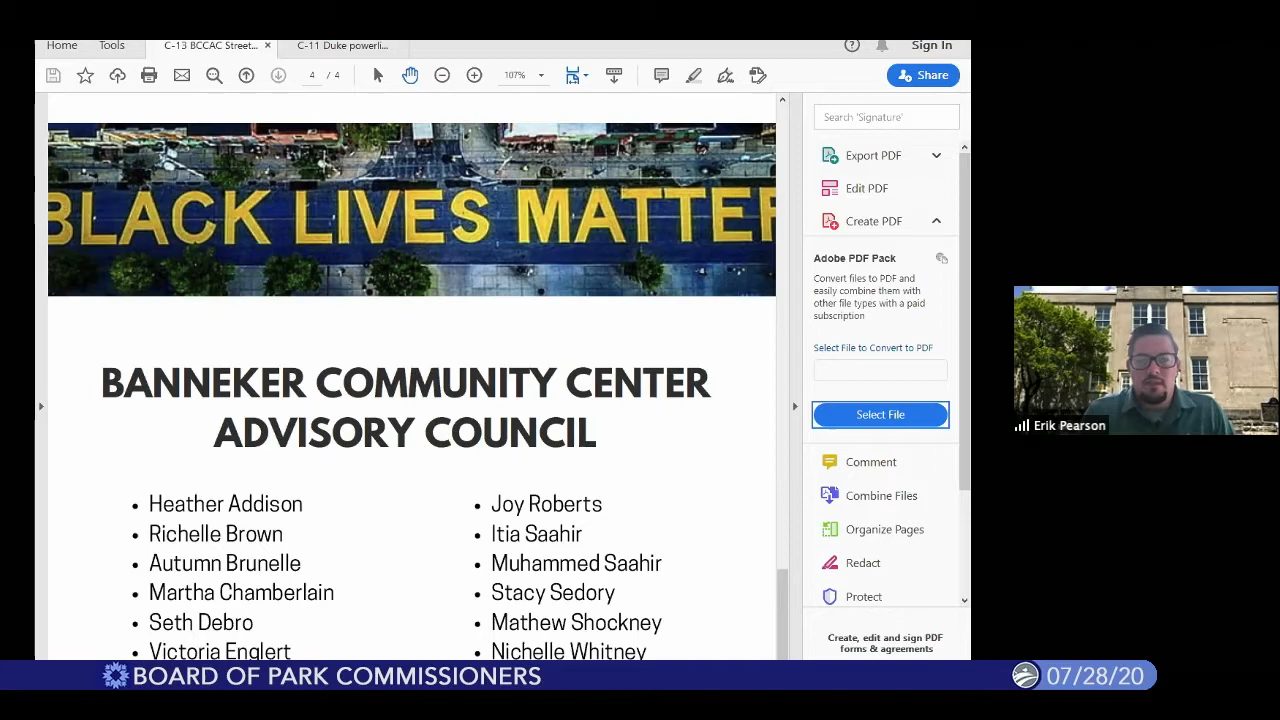 Home Tools C-13 BCCAC Street... × C-11 Duke powerli...
? Sign In
4 / 4 107% Share
Search 'Signature'
Export PDF
Edit PDF
Create PDF
Adobe PDF Pack
Convert files to PDF and
easily combine them with
other file types with a paid
subscription
Select File to Convert to PDF
Select File
Comment
Combine Files
Organize Pages
Redact
Protect
Create, edit and sign PDF
forms & agreements
BLACK LIVES MATTER
BANNEKER COMMUNITY CENTER
ADVISORY COUNCIL
• Heather Addison
• Richelle Brown
• Autumn Brunelle
• Martha Chamberlain
• Seth Debro
• Victoria Englert
• Joy Roberts
• Itia Saahir
• Muhammed Saahir
• Stacy Sedory
• Mathew Shockney
• Nichelle Whitney
Erik Pearson
BOARD OF PARK COMMISSIONERS
07/28/20